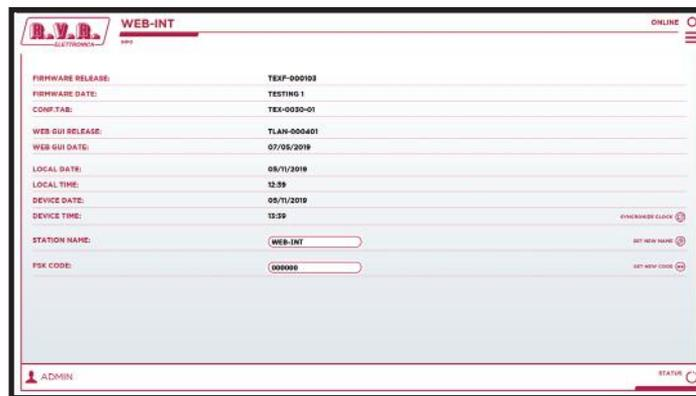 R.V.R. WEB-INT ONLINE
ELETTRONICA INFO
FIRMWARE RELEASE: TEXF-000103
FIRMWARE DATE: TESTING 1
CONF.TAB: TEX-0030-01
WEB GUI RELEASE: TLAN-000401
WEB GUI DATE: 07/05/2019
LOCAL DATE: 05/11/2019
LOCAL TIME: 12:59
DEVICE DATE: 05/11/2019
DEVICE TIME: 13:59 SYNCRONIZE CLOCK
STATION NAME: WEB-INT SET NEW NAME
PSK CODE: 000000 SET NEW CODE
ADMIN STATUS